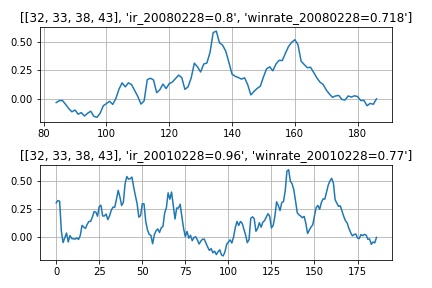 [[32, 33, 38, 43], 'ir_20080228=0.8', 'winrate_20080228=0.718']
0.50
0.25
0.00
80 100 120 140 160 180
[[32, 33, 38, 43], 'ir_20010228=0.96', 'winrate_20010228=0.77']
0.50
0.25
0.00
0 25 50 75 100 125 150 175